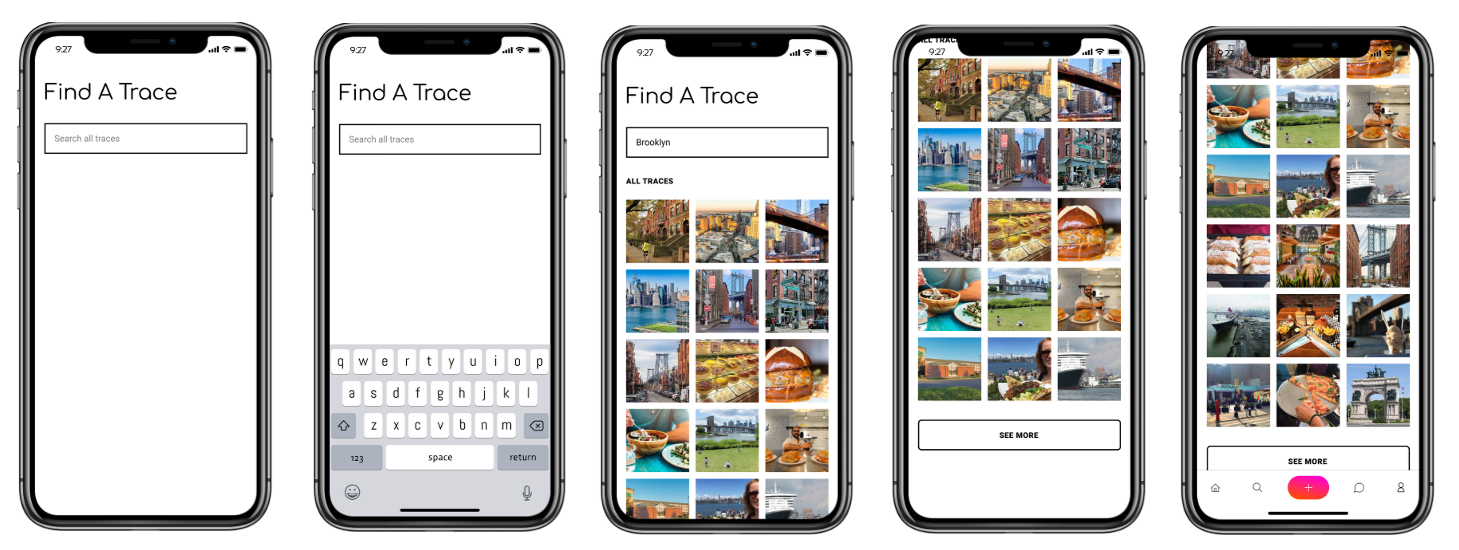 9:27
Find A Trace
Search all traces
9:27
Find A Trace
Search all traces
q w e r t y u i o p
a s d f g h j k l
z x c v b n m
123 space return
9:27
Find A Trace
Brooklyn
ALL TRACES
ALL TRAC
9:27
SEE MORE
9:27
SEE MORE